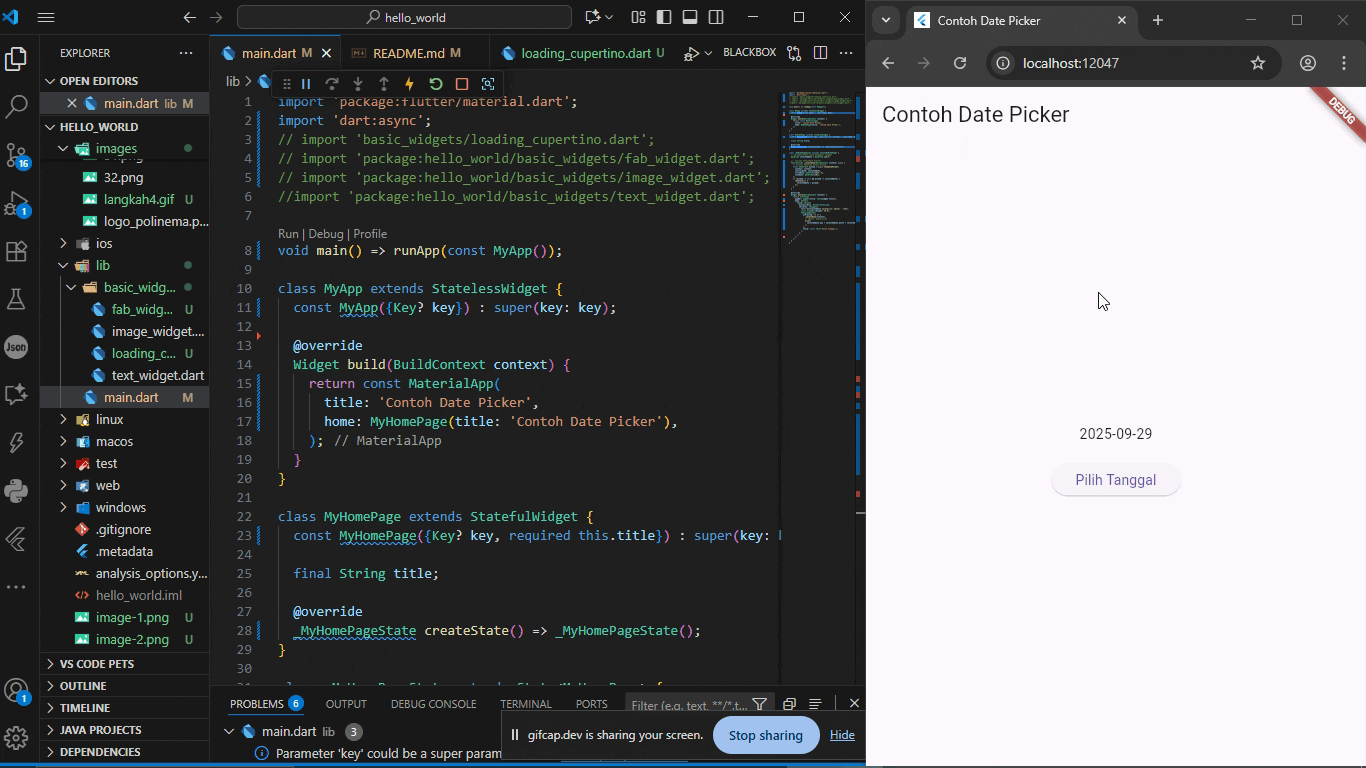 hello_world
EXPLORER
OPEN EDITORS
main.dart lib M
HELLO_WORLD
images
32.png
langkah4.gif U
logo_polinema.p...
ios
lib
basic_widg...
fab_widg... U
image_widget....
loading_c... U
text_widget.dart
main.dart M
linux
macos
test
web
windows
.gitignore
.metadata
analysis_options.y...
hello_world.iml
image-1.png U
image-2.png U
VS CODE PETS
OUTLINE
TIMELINE
JAVA PROJECTS
DEPENDENCIES
16
1
Json
1
main.dart M
README.md M
loading_cupertino.dart U
BLACKBOX
lib
1 import 'package:flutter/material.dart';
2 import 'dart:async';
3 // import 'basic_widgets/loading_cupertino.dart';
4 // import 'package:hello_world/basic_widgets/fab_widget.dart';
5 // import 'package:hello_world/basic_widgets/image_widget.dart';
6 //import 'package:hello_world/basic_widgets/text_widget.dart';
7
Run | Debug | Profile
8 void main() => runApp(const MyApp());
9
10 class MyApp extends StatelessWidget {
11 const MyApp({Key? key}) : super(key: key);
12
13 @override
14 Widget build(BuildContext context) {
15 return const MaterialApp(
16 title: 'Contoh Date Picker',
17 home: MyHomePage(title: 'Contoh Date Picker'),
18 ); // MaterialApp
19 }
20 }
21
22 class MyHomePage extends StatefulWidget {
23 const MyHomePage({Key? key, required this.title}) : super(key:
24
25 final String title;
26
27 @override
28 _MyHomePageState createState() => _MyHomePageState();
29 }
30
PROBLEMS 6
OUTPUT
DEBUG CONSOLE
TERMINAL
PORTS
Filter (e.g. text, **/*.t...
main.dart lib 3
Parameter 'key' could be a super param
gifcap.dev is sharing your screen.
Stop sharing
Hide
Contoh Date Picker
localhost:12047
Contoh Date Picker
DEBUG
2025-09-29
Pilih Tanggal